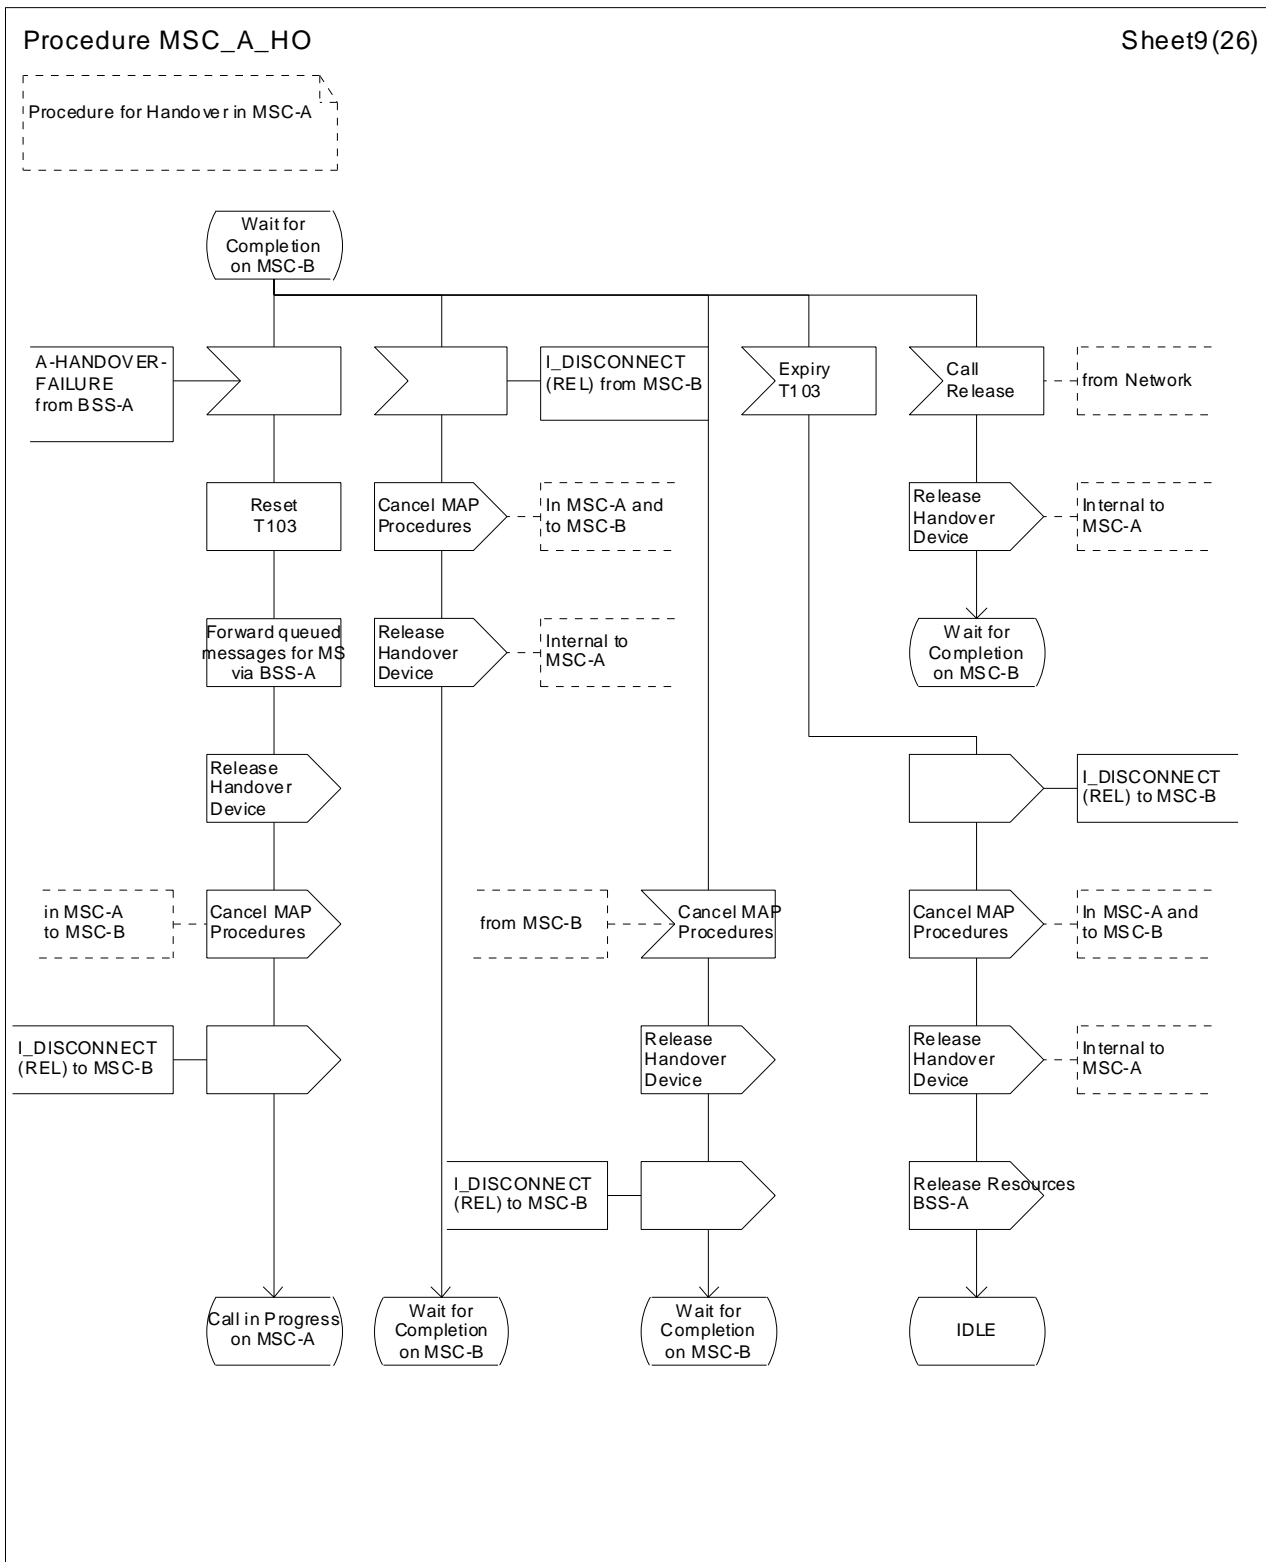 Procedure MSC_A_HO
Sheet9(26)
Procedure for Handover in MSC-A
Wait for
Completion
on MSC-B
A-HANDOVER-
FAILURE
from BSS-A
I_DISCONNECT
(REL) from MSC-B
Expiry
T103
Call
Release
from Network
Reset
T103
Cancel MAP
Procedures
In MSC-A and
to MSC-B
Release
Handover
Device
Internal to
MSC-A
Forward queued
messages for MS
via BSS-A
Release
Handover
Device
Internal to
MSC-A
Wait for
Completion
on MSC-B
Release
Handover
Device
I_DISCONNECT
(REL) to MSC-B
in MSC-A
to MSC-B
Cancel MAP
Procedures
from MSC-B
Cancel MAP
Procedures
Cancel MAP
Procedures
In MSC-A and
to MSC-B
I_DISCONNECT
(REL) to MSC-B
Release
Handover
Device
Release
Handover
Device
Internal to
MSC-A
I_DISCONNECT
(REL) to MSC-B
Release Resources
BSS-A
Call in Progress
on MSC-A
Wait for
Completion
on MSC-B
Wait for
Completion
on MSC-B
IDLE